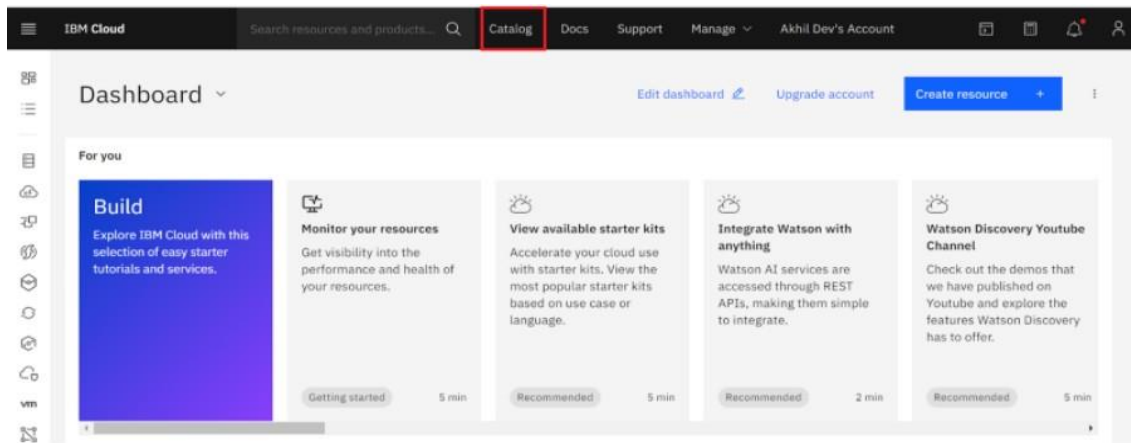 IBM Cloud
Search resources and products...
Catalog
Docs
Support
Manage
Akhil Dev's Account
Dashboard
Edit dashboard
Upgrade account
Create resource +
For you
Build
Explore IBM Cloud with this
selection of easy starter
tutorials and services.
Monitor your resources
Get visibility into the
performance and health of
your resources.
Getting started
5 min
View available starter kits
Accelerate your cloud use
with starter kits. View the
most popular starter kits
based on use case or
language.
Recommended
5 min
Integrate Watson with
anything
Watson AI services are
accessed through REST
APIs, making them simple
to integrate.
Recommended
2 min
Watson Discovery Youtube
Channel
Check out the demos that
we have published on
Youtube and explore the
features Watson Discovery
has to offer.
Recommended
5 min
vm